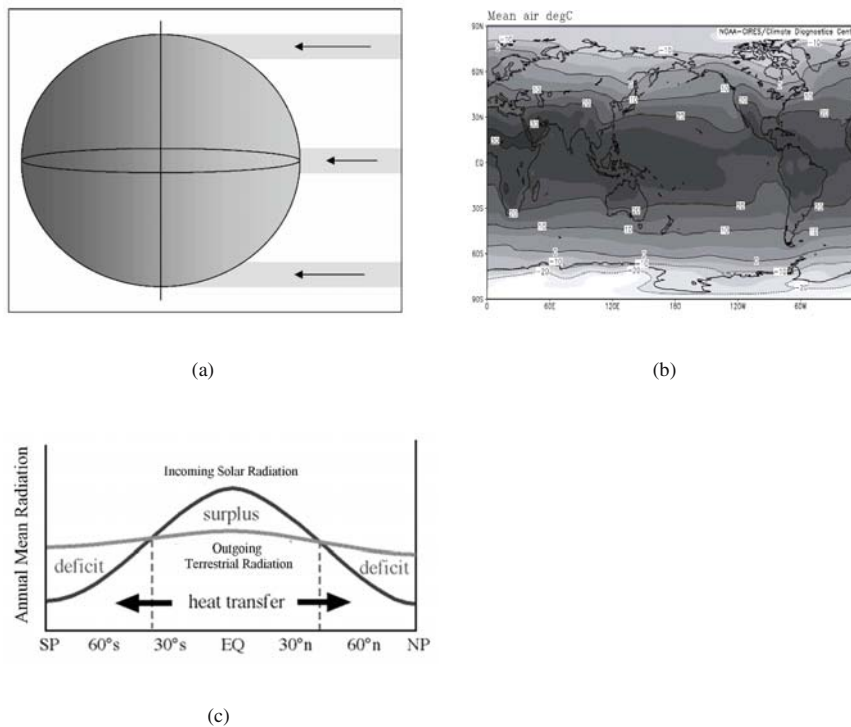 Mean air degC
NOAA-CIRES/Climate Diagnostics Cent
90N
60N
30N
EQ
30S
60S
90S
0 60E 120E 180 120W 60W
(a)
(b)
Annual Mean Radiation
Incoming Solar Radiation
surplus
Outgoing
Terrestrial Radiation
deficit
deficit
heat transfer
SP 60°s 30°s EQ 30°n 60°n NP
(c)